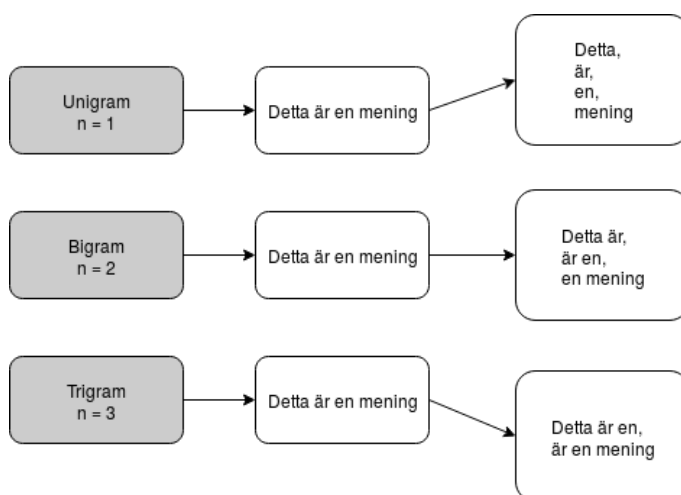 Unigram
n = 1
Detta är en mening
Detta,
är,
en,
mening
Bigram
n = 2
Detta är en mening
Detta är,
är en,
en mening
Trigram
n = 3
Detta är en mening
Detta är en,
är en mening